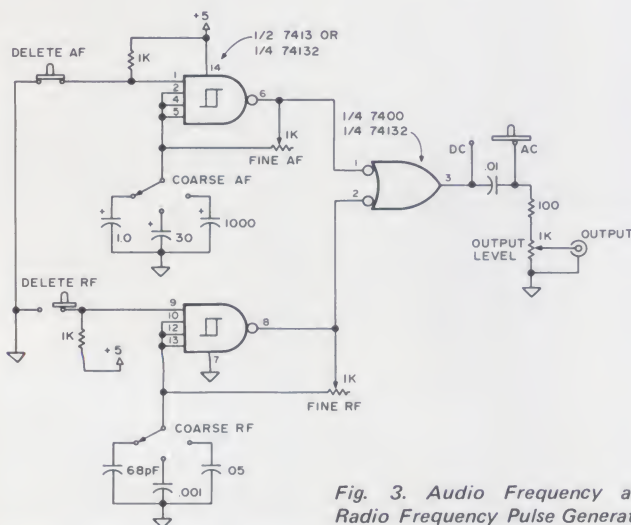 +5
1/2 7413 OR
1/4 74132
DELETE AF
1K
14
1
2
4
5
6
1K
FINE AF
1/4 7400
1/4 74132
DC
AC
.01
1
2
3
COARSE AF
+
1.0
+
30
+
1000
100
1K
OUTPUT
LEVEL
OUTPUT
DELETE RF
9
10
12
13
8
7
1K
+5
1K
FINE RF
COARSE RF
68pF
.001
.05
Fig. 3. Audio Frequency a
Radio Frequency Pulse Generat